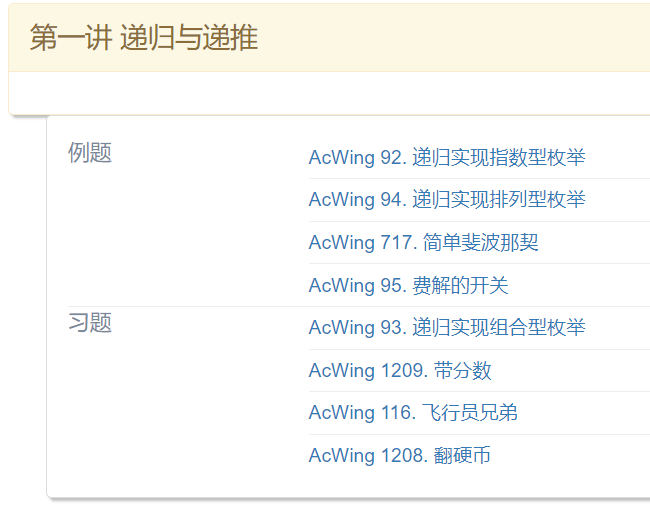 第一讲 递归与递推
例题
AcWing 92. 递归实现指数型枚举
AcWing 94. 递归实现排列型枚举
AcWing 717. 简单斐波那契
AcWing 95. 费解的开关
习题
AcWing 93. 递归实现组合型枚举
AcWing 1209. 带分数
AcWing 116. 飞行员兄弟
AcWing 1208. 翻硬币